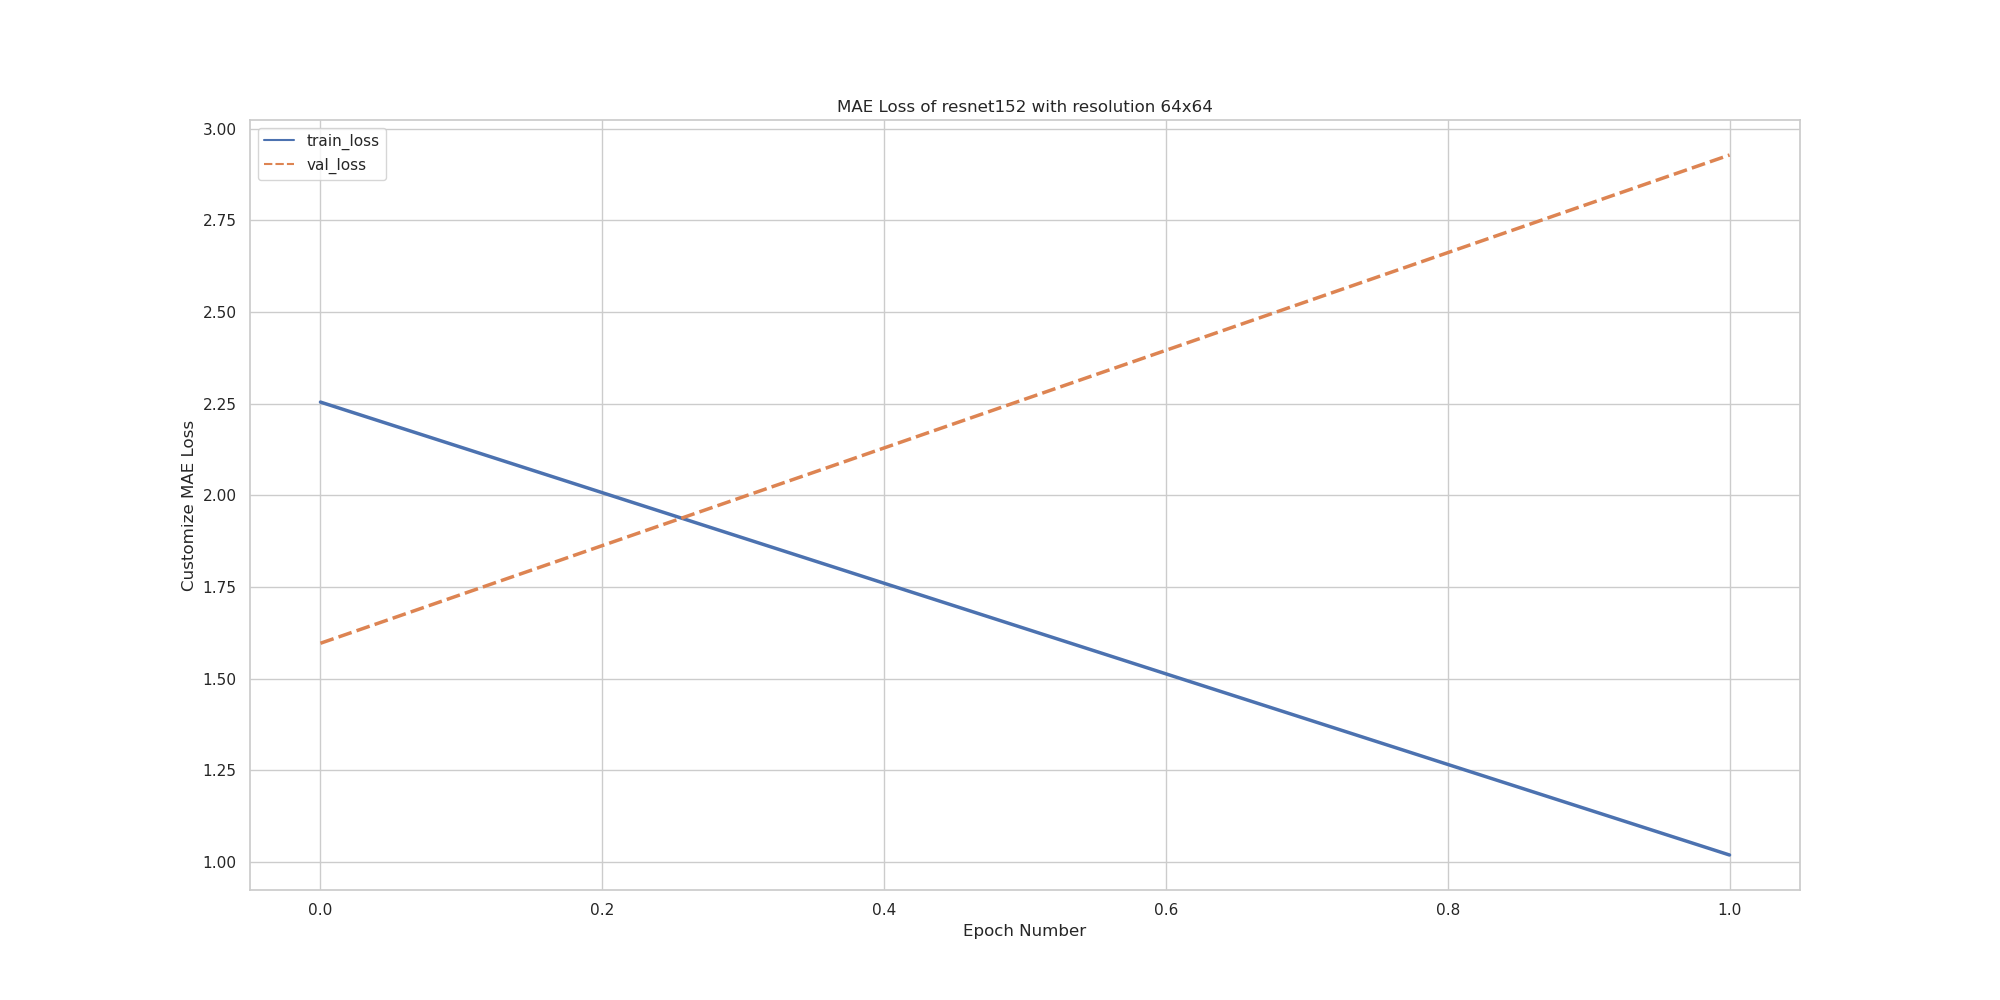 MAE Loss of resnet152 with resolution 64x64
train_loss
val_loss
3.00
2.75
2.50
2.25
2.00
1.75
1.50
1.25
1.00
Customize MAE Loss
0.0 0.2 0.4 0.6 0.8 1.0
Epoch Number